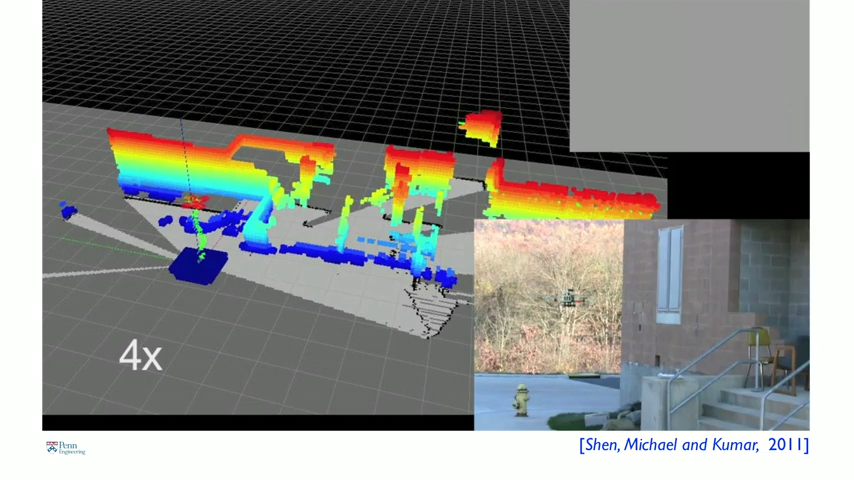 4x
Penn
Engineering
[Shen, Michael and Kumar, 2011]